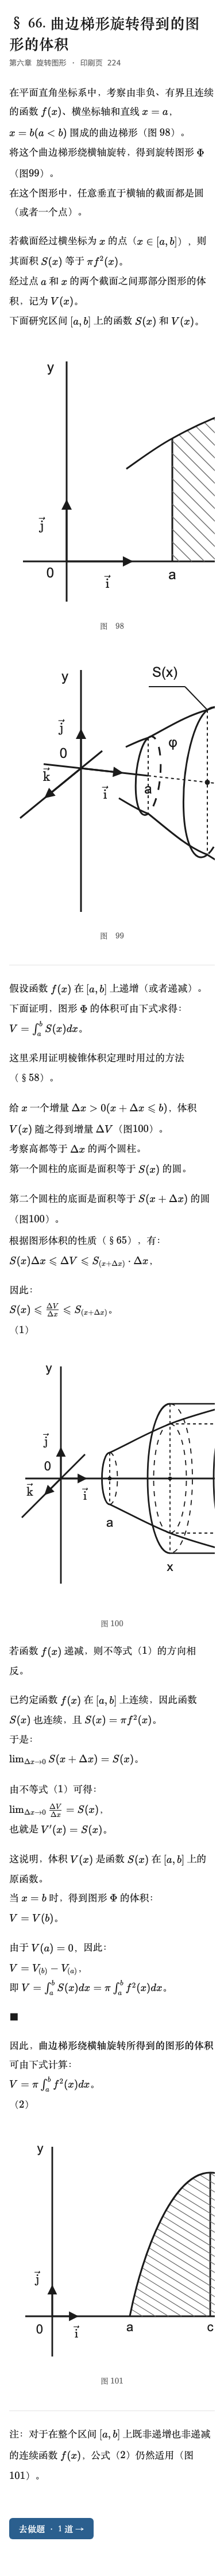 § 66. 曲边梯形旋转得到的图
形的体积
第六章 旋转图形 · 印刷页 224
在平面直角坐标系中，考察由非负、有界且连续
的函数 f(x)、横坐标轴和直线 x = a，
x = b(a < b) 围成的曲边梯形（图 98）。
将这个曲边梯形绕横轴旋转，得到旋转图形 Φ
（图99）。
在这个图形中，任意垂直于横轴的截面都是圆
（或者一个点）。
若截面经过横坐标为 x 的点（x ∈ [a, b]），则
其面积 S(x) 等于 πf²(x)。
经过点 a 和 x 的两个截面之间那部分图形的体
积，记为 V(x)。
下面研究区间 [a, b] 上的函数 S(x) 和 V(x)。
y
j⃗
0
i⃗
a
图 98
S(x)
y
j⃗
φ
0
k⃗
i⃗
a
图 99
假设函数 f(x) 在 [a, b] 上递增（或者递减）。
下面证明，图形 Φ 的体积可由下式求得：
V = ∫ₐᵇ S(x)dx。
这里采用证明棱锥体积定理时用过的方法
（§58）。
给 x 一个增量 Δx > 0(x + Δx ⩽ b)，体积
V(x) 随之得到增量 ΔV（图100）。
考察高都等于 Δx 的两个圆柱。
第一个圆柱的底面是面积等于 S(x) 的圆。
第二个圆柱的底面是面积等于 S(x + Δx) 的圆
（图100）。
根据图形体积的性质（§65），有：
S(x)Δx ⩽ ΔV ⩽ S₍ₓ₊Δₓ₎ · Δx，
因此：
S(x) ⩽ ΔV/Δx ⩽ S₍ₓ₊Δₓ₎。
（1）
y
j⃗
0
k⃗
i⃗
a
x
图 100
若函数 f(x) 递减，则不等式（1）的方向相
反。
已约定函数 f(x) 在 [a, b] 上连续，因此函数
S(x) 也连续，且 S(x) = πf²(x)。
于是：
lim_{Δx→0} S(x + Δx) = S(x)。
由不等式（1）可得：
lim_{Δx→0} ΔV/Δx = S(x)，
也就是 V′(x) = S(x)。
这说明，体积 V(x) 是函数 S(x) 在 [a, b] 上的
原函数。
当 x = b 时，得到图形 Φ 的体积：
V = V(b)。
由于 V(a) = 0，因此：
V = V₍b₎ − V₍a₎，
即 V = ∫ₐᵇ S(x)dx = π ∫ₐᵇ f²(x)dx。
■
因此，曲边梯形绕横轴旋转所得到的图形的体积
可由下式计算：
V = π ∫ₐᵇ f²(x)dx。
（2）
y
j⃗
0
i⃗
a
c
图 101
注：对于在整个区间 [a, b] 上既非递增也非递减
的连续函数 f(x)，公式（2）仍然适用（图
101）。
去做题 · 1 道 →